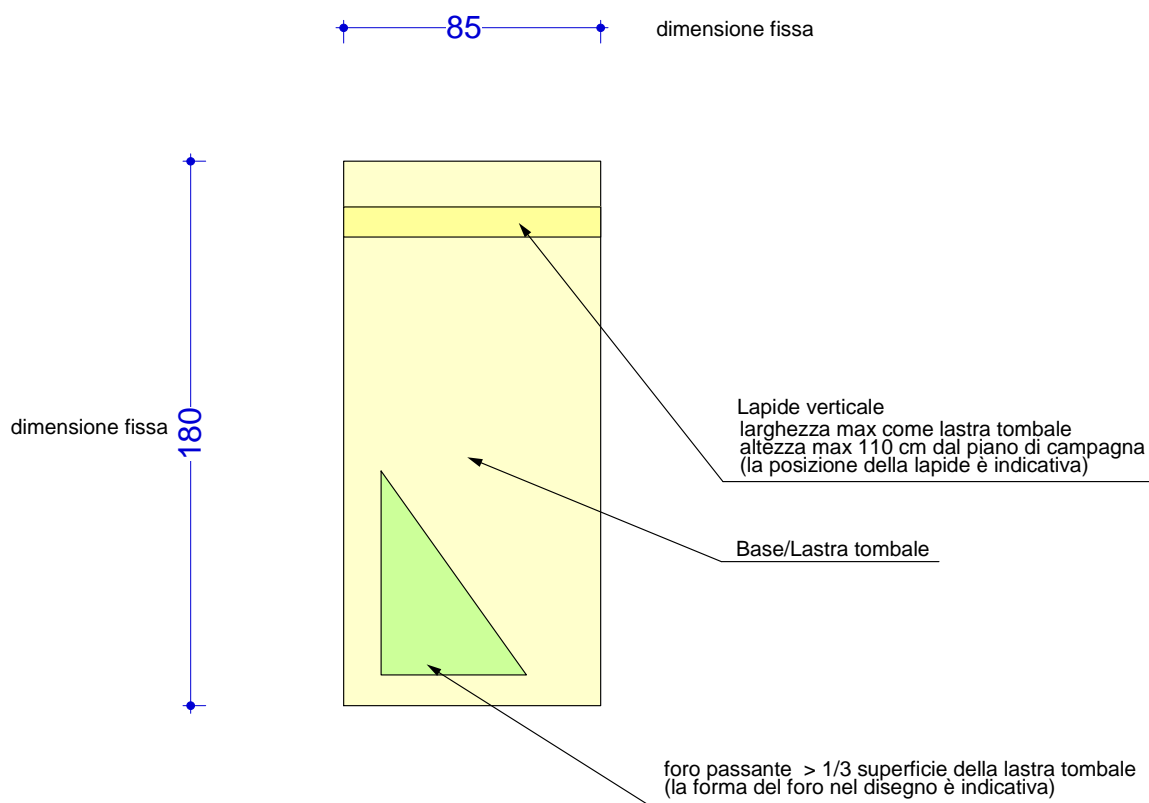 85
dimensione fissa
dimensione fissa
180
Lapide verticale
larghezza max come lastra tombale
altezza max 110 cm dal piano di campagna
(la posizione della lapide è indicativa)
Base/Lastra tombale
foro passante > 1/3 superficie della lastra tombale
(la forma del foro nel disegno è indicativa)